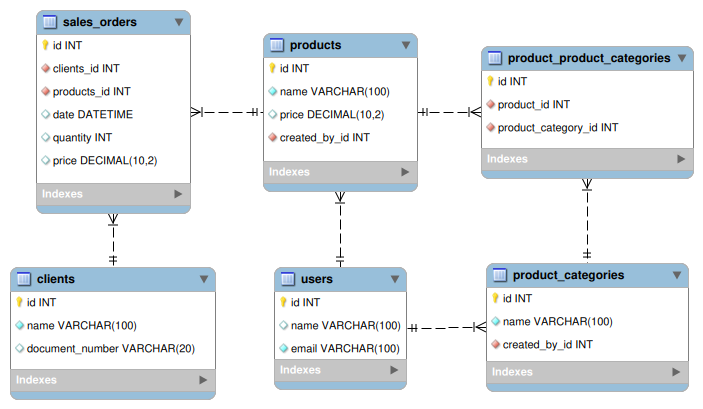 sales_orders
id INT
clients_id INT
products_id INT
date DATETIME
quantity INT
price DECIMAL(10,2)
Indexes
products
id INT
name VARCHAR(100)
price DECIMAL(10,2)
created_by_id INT
Indexes
product_product_categories
id INT
product_id INT
product_category_id INT
Indexes
clients
id INT
name VARCHAR(100)
document_number VARCHAR(20)
Indexes
users
id INT
name VARCHAR(100)
email VARCHAR(100)
Indexes
product_categories
id INT
name VARCHAR(100)
created_by_id INT
Indexes